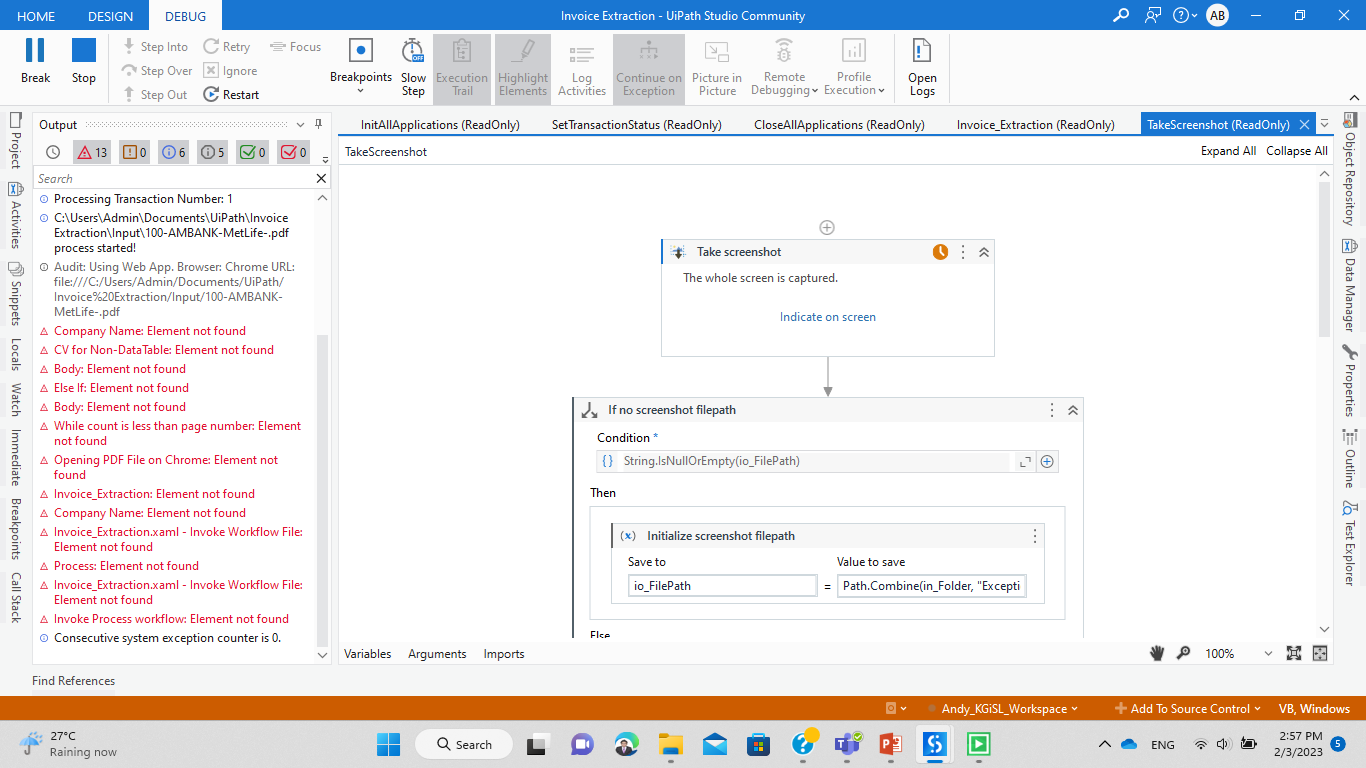 HOME DESIGN DEBUG Invoice Extraction - UiPath Studio Community AB
Break Stop Step Into Step Over Step Out Retry Ignore Restart Focus
Breakpoints Slow Step OFF Execution Trail Highlight Elements Log Activities Continue on Exception Picture in Picture Remote Debugging Profile Execution Open Logs
Output
InitAllApplications (ReadOnly) SetTransactionStatus (ReadOnly) CloseAllApplications (ReadOnly) Invoice_Extraction (ReadOnly) TakeScreenshot (ReadOnly)
13 0 6 5 0 0
TakeScreenshot Expand All Collapse All
Project
Activities
Snippets
Locals
Watch
Immediate
Breakpoints
Call Stack
Search
Processing Transaction Number: 1
C:\Users\Admin\Documents\UiPath\Invoice
Extraction\Input\100-AMBANK-MetLife-.pdf
process started!
Audit: Using Web App. Browser: Chrome URL:
file:///C:/Users/Admin/Documents/UiPath/
Invoice%20Extraction/Input/100-AMBANK-
MetLife-.pdf
Company Name: Element not found
CV for Non-DataTable: Element not found
Body: Element not found
Else If: Element not found
Body: Element not found
While count is less than page number: Element
not found
Opening PDF File on Chrome: Element not
found
Invoice_Extraction: Element not found
Company Name: Element not found
Invoice_Extraction.xaml - Invoke Workflow File:
Element not found
Process: Element not found
Invoice_Extraction.xaml - Invoke Workflow File:
Element not found
Invoke Process workflow: Element not found
Consecutive system exception counter is 0.
Take screenshot
The whole screen is captured.
Indicate on screen
If no screenshot filepath
Condition *
{} String.IsNullOrEmpty(io_FilePath)
Then
(x) Initialize screenshot filepath
Save to Value to save
io_FilePath = Path.Combine(in_Folder, "Excepti
Else
Object Repository
Data Manager
Properties
Outline
Test Explorer
Variables Arguments Imports 100%
Find References
Andy_KGiSL_Workspace Add To Source Control VB, Windows
27°C
Raining now
Search
ENG
2:57 PM
2/3/2023
5